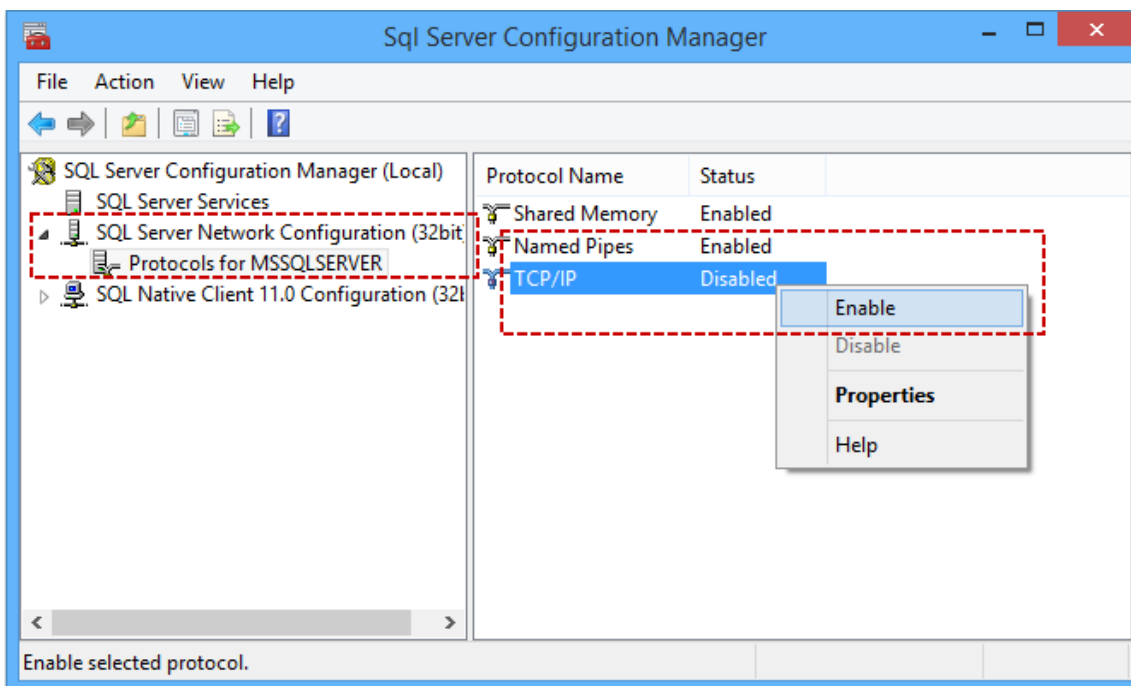 Sql Server Configuration Manager
File Action View Help
SQL Server Configuration Manager (Local)
SQL Server Services
SQL Server Network Configuration (32bit
Protocols for MSSQLSERVER
SQL Native Client 11.0 Configuration (32b
Protocol Name Status
Shared Memory Enabled
Named Pipes Enabled
TCP/IP Disabled
Enable
Disable
Properties
Help
Enable selected protocol.